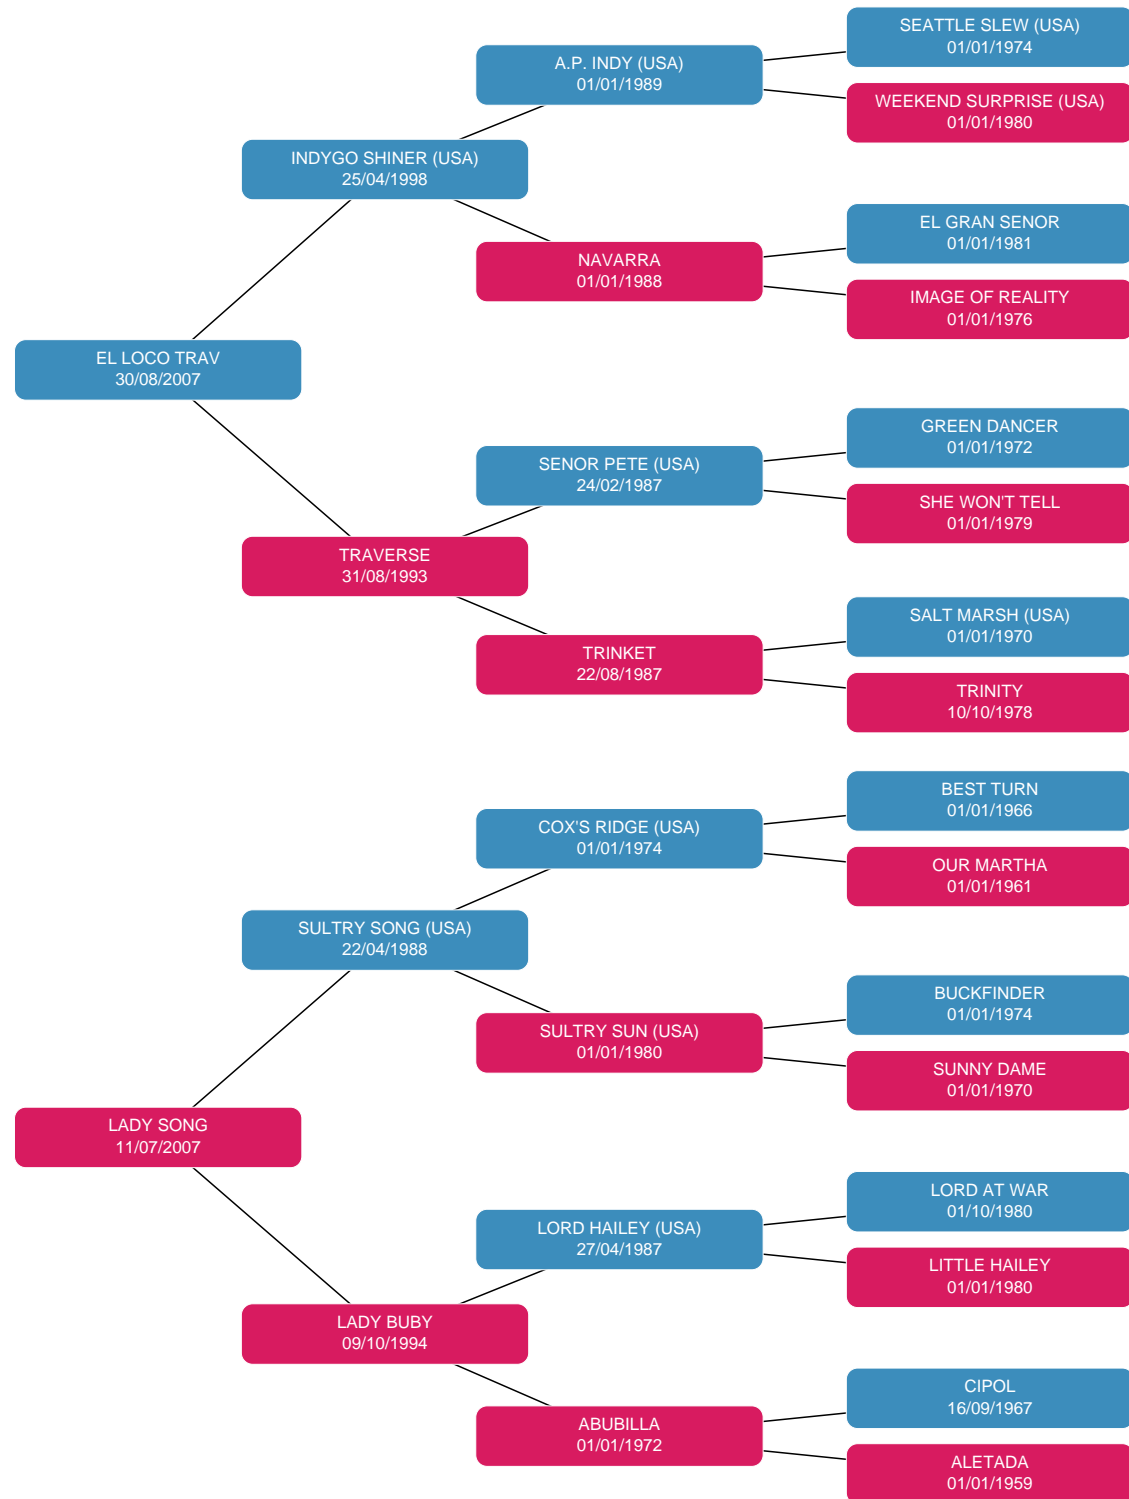 SEATTLE SLEW (USA)
01/01/1974
A.P. INDY (USA)
01/01/1989
WEEKEND SURPRISE (USA)
01/01/1980
INDYGO SHINER (USA)
25/04/1998
EL GRAN SENOR
01/01/1981
NAVARRA
01/01/1988
IMAGE OF REALITY
01/01/1976
EL LOCO TRAV
30/08/2007
GREEN DANCER
01/01/1972
SENOR PETE (USA)
24/02/1987
SHE WON'T TELL
01/01/1979
TRAVERSE
31/08/1993
SALT MARSH (USA)
01/01/1970
TRINKET
22/08/1987
TRINITY
10/10/1978
BEST TURN
01/01/1966
COX'S RIDGE (USA)
01/01/1974
OUR MARTHA
01/01/1961
SULTRY SONG (USA)
22/04/1988
BUCKFINDER
01/01/1974
SULTRY SUN (USA)
01/01/1980
SUNNY DAME
01/01/1970
LADY SONG
11/07/2007
LORD AT WAR
01/10/1980
LORD HAILEY (USA)
27/04/1987
LITTLE HAILEY
01/01/1980
LADY BUBY
09/10/1994
CIPOL
16/09/1967
ABUBILLA
01/01/1972
ALETADA
01/01/1959